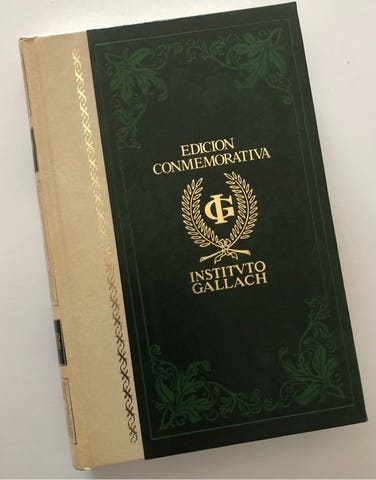 EDICION
CONMEMORATIVA
IG
INSTITVTO
GALLACH